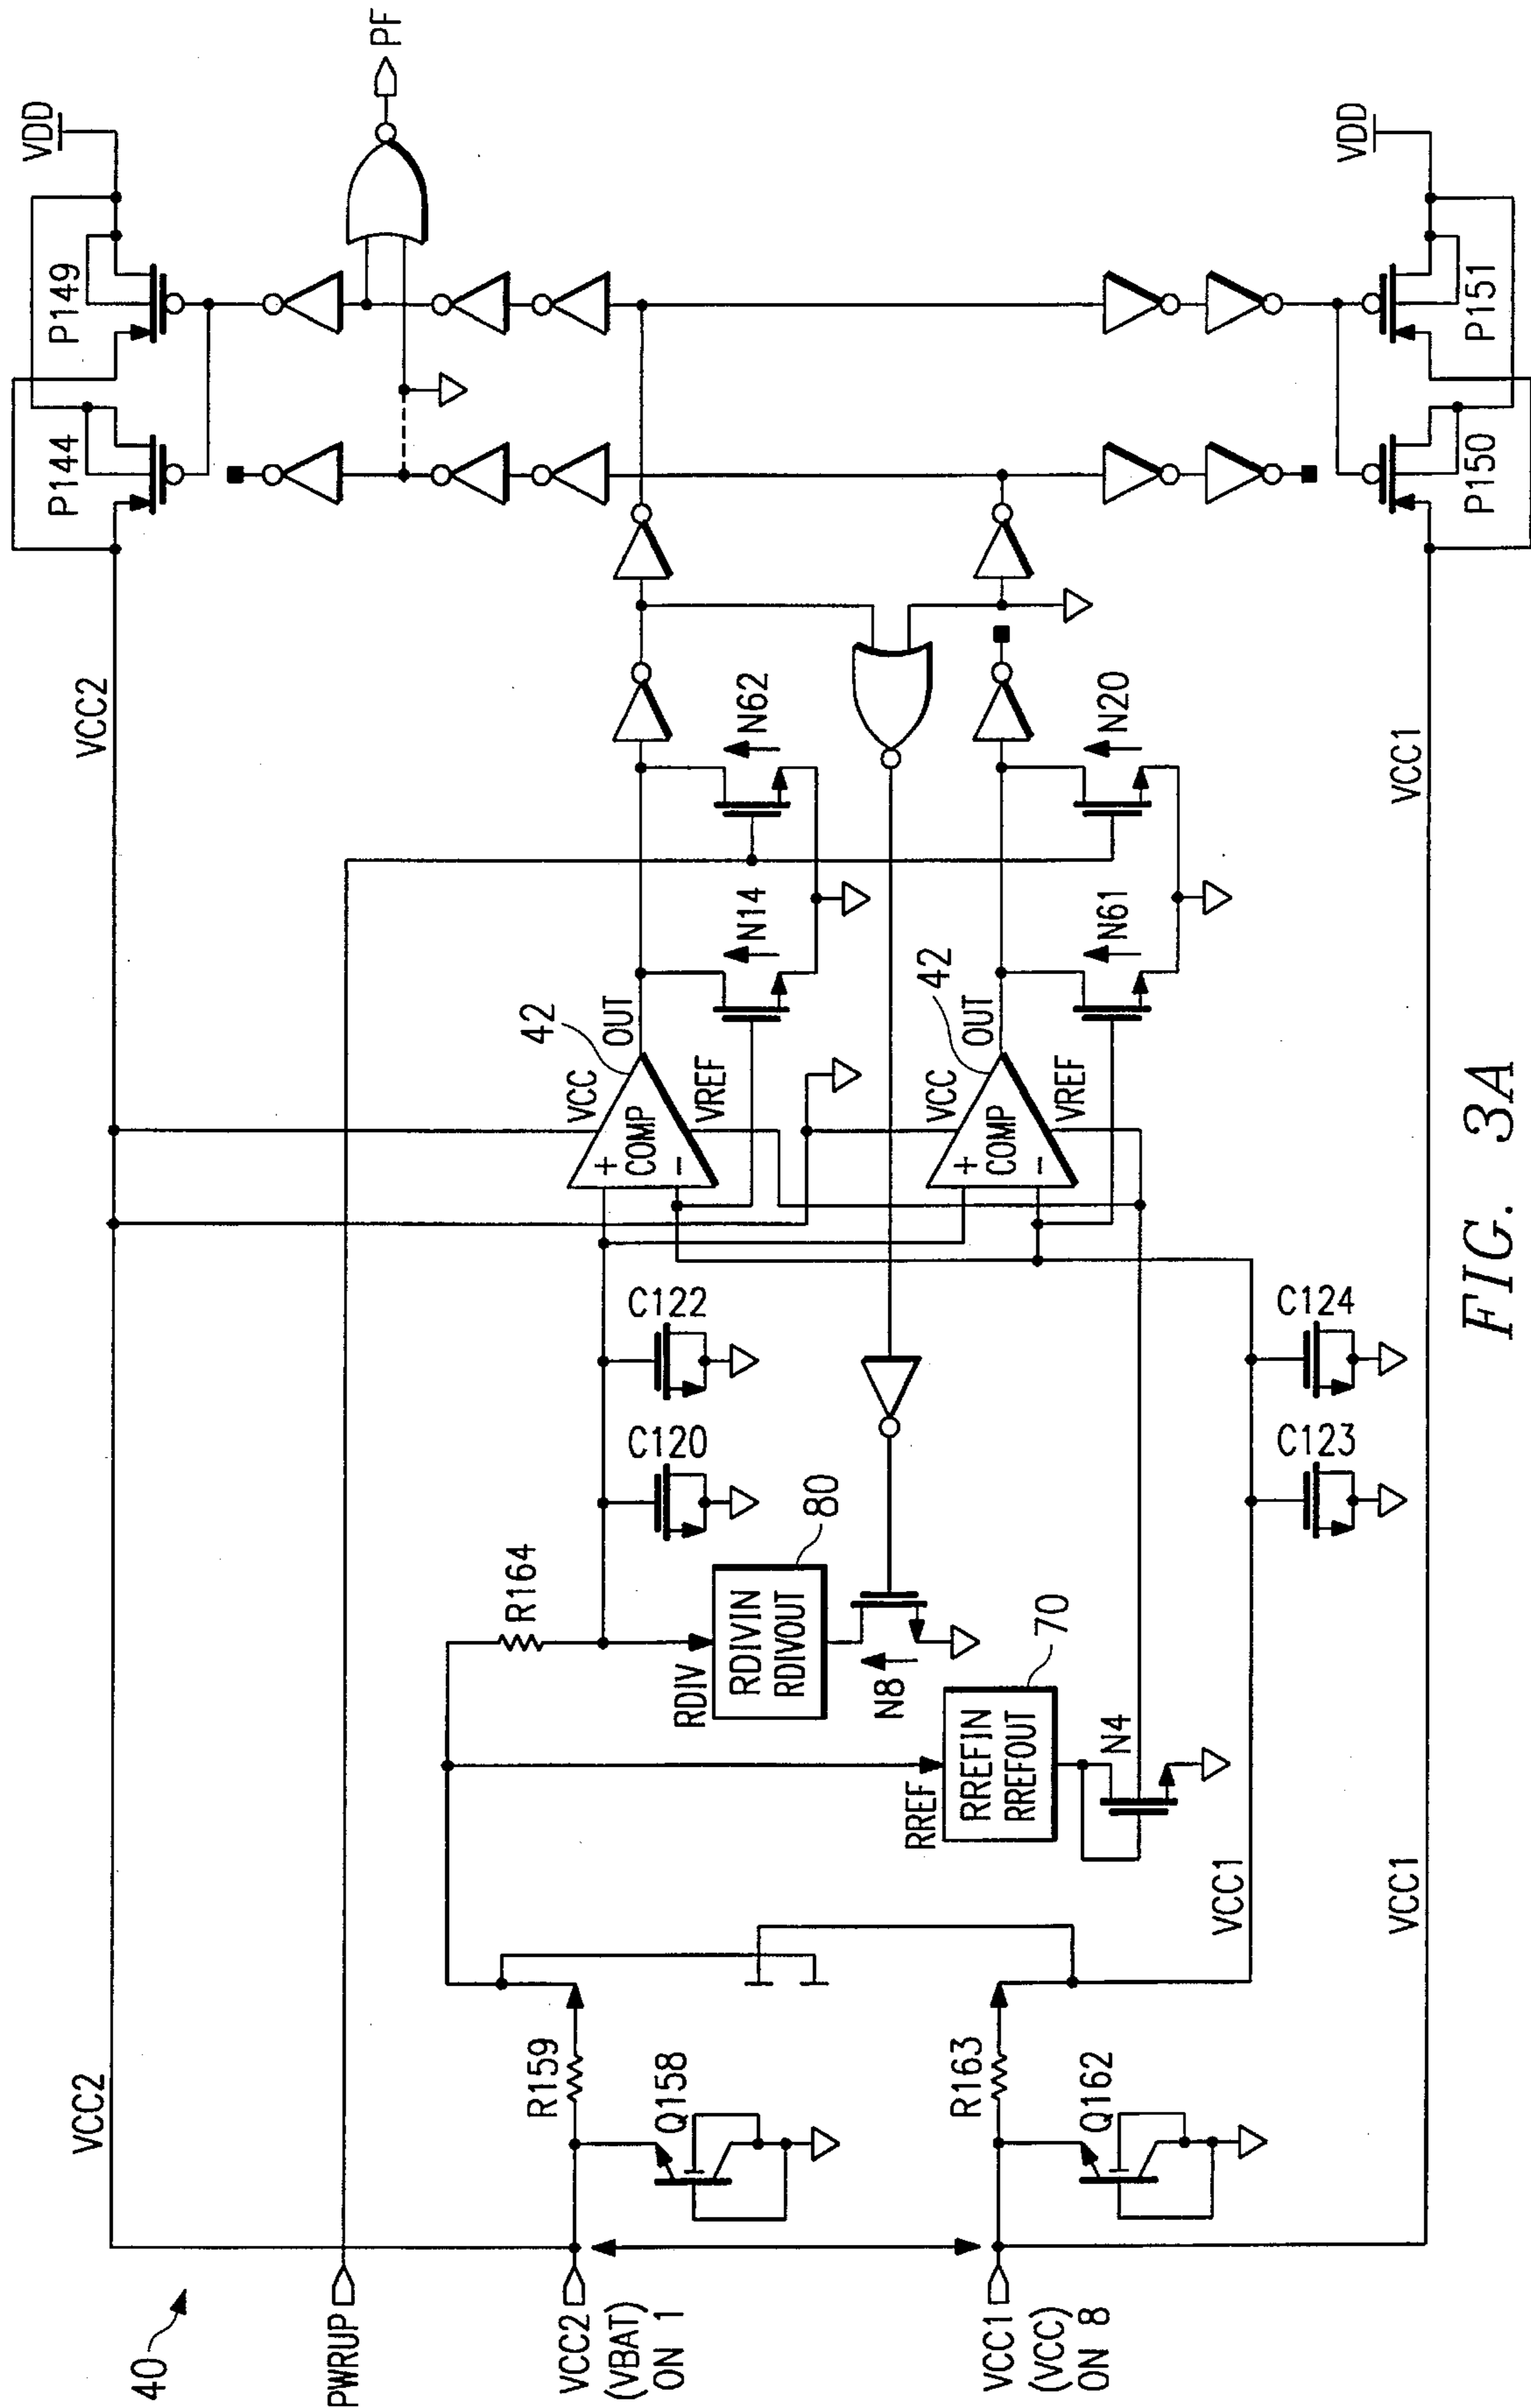 40
PWRUP
VCC2
(VBAT)
ON 1
VCC1
(VCC)
ON 8
VCC2
R159
Q158
R163
Q162
VCC1
VCC1
RREF
RREFIN
RREFOUT
70
N4
RDIV
RDIVIN
RDIVOUT
80
N8
R164
C120
C122
C123
C124
+
COMP
-
VCC
VREF
OUT
42
+
COMP
-
VCC
VREF
OUT
42
N14
N62
N61
N20
VCC2
VCC1
P144
P149
VDD
PF
P150
P151
VDD
FIG. 3A